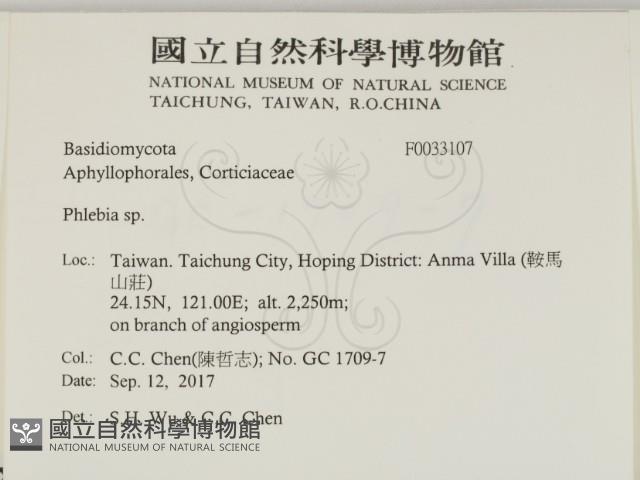 國立自然科學博物館
NATIONAL MUSEUM OF NATURAL SCIENCE
TAICHUNG, TAIWAN, R.O.CHINA
Basidiomycota F0033107
Aphyllophorales, Corticiaceae
Phlebia sp.
Loc.: Taiwan. Taichung City, Hoping District: Anma Villa (鞍馬
山莊)
24.15N, 121.00E; alt. 2,250m;
on branch of angiosperm
Col.: C.C. Chen(陳哲志); No. GC 1709-7
Date: Sep. 12, 2017
Det.: S.H. Wu & C.C. Chen
國立自然科學博物館
NATIONAL MUSEUM OF NATURAL SCIENCE